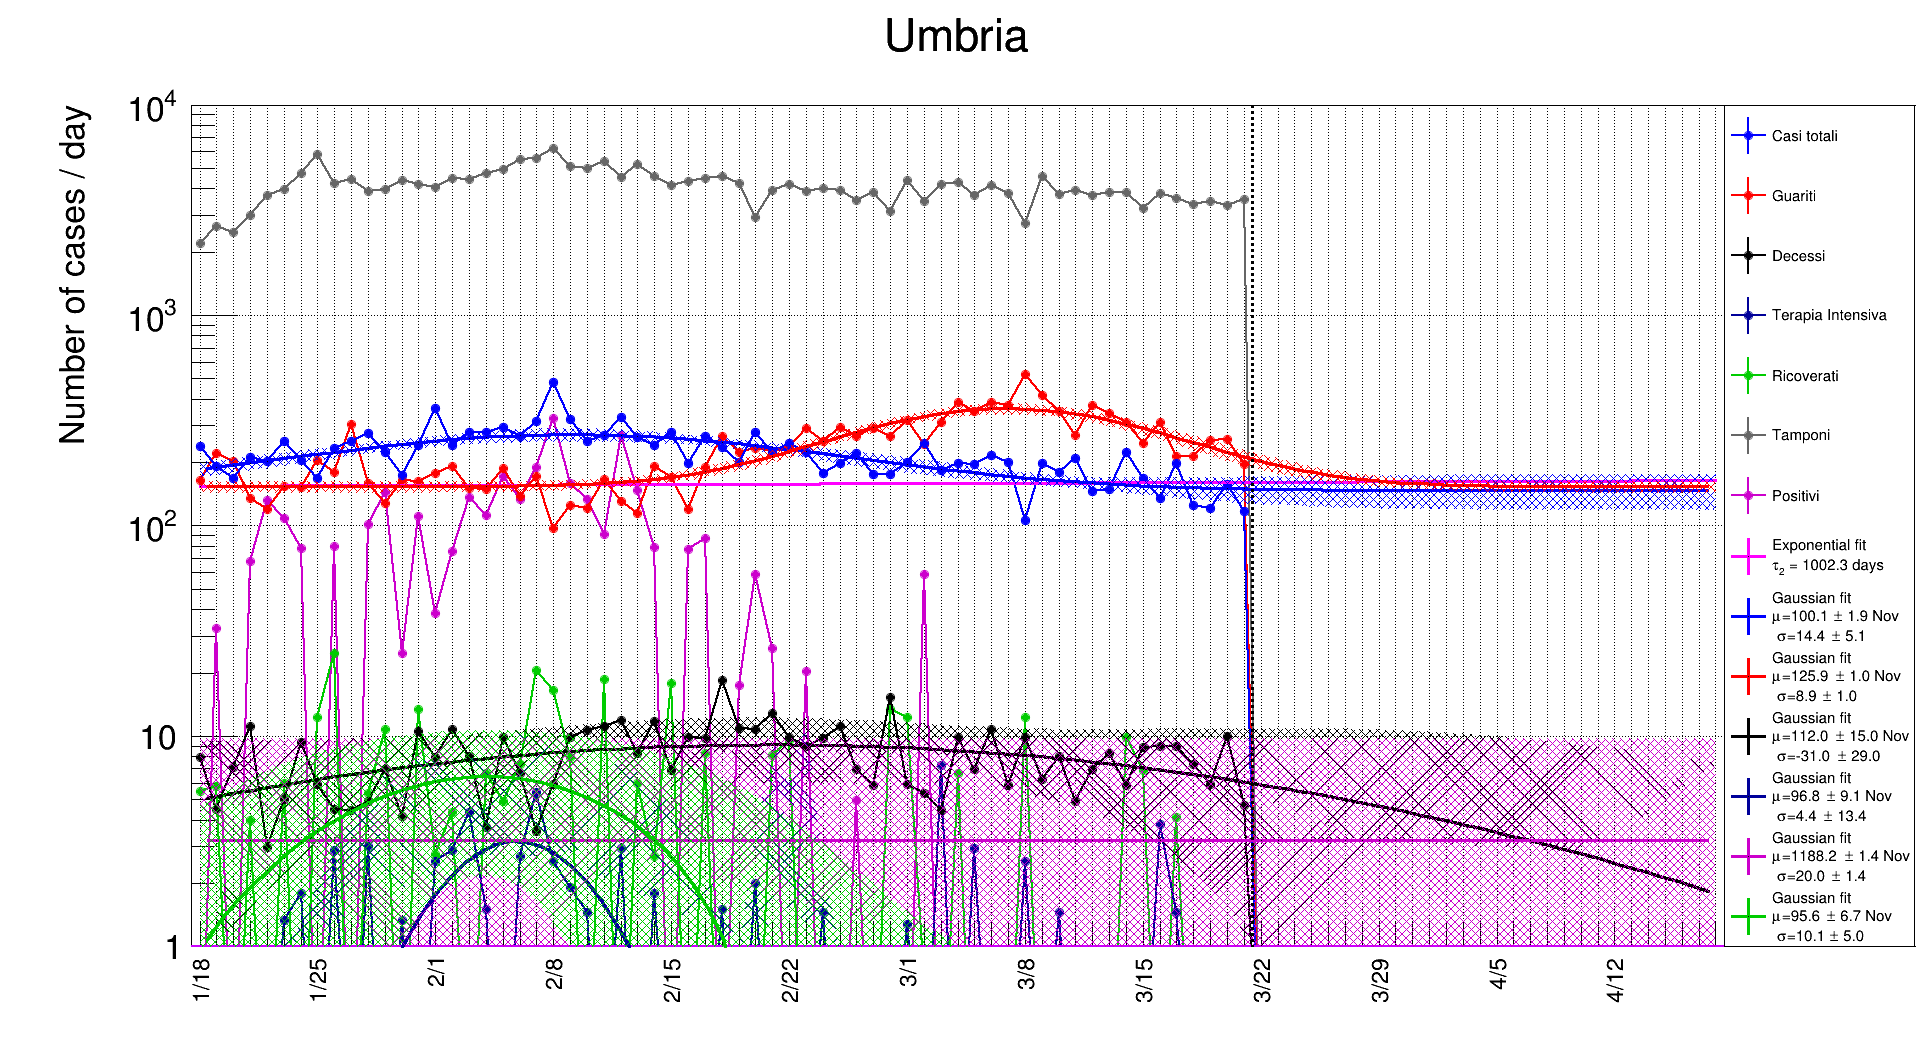 Umbria
Number of cases / day
10^4
10^3
10^2
10
1
1/18
1/25
2/1
2/8
2/15
2/22
3/1
3/8
3/15
3/22
3/29
4/5
4/12
Casi totali
Guariti
Decessi
Terapia Intensiva
Ricoverati
Tamponi
Positivi
Exponential fit
τ₂ = 1002.3 days
Gaussian fit
μ=100.1 ± 1.9 Nov
σ=14.4 ± 5.1
Gaussian fit
μ=125.9 ± 1.0 Nov
σ=8.9 ± 1.0
Gaussian fit
μ=112.0 ± 15.0 Nov
σ=-31.0 ± 29.0
Gaussian fit
μ=96.8 ± 9.1 Nov
σ=4.4 ± 13.4
Gaussian fit
μ=1188.2 ± 1.4 Nov
σ=20.0 ± 1.4
Gaussian fit
μ=95.6 ± 6.7 Nov
σ=10.1 ± 5.0